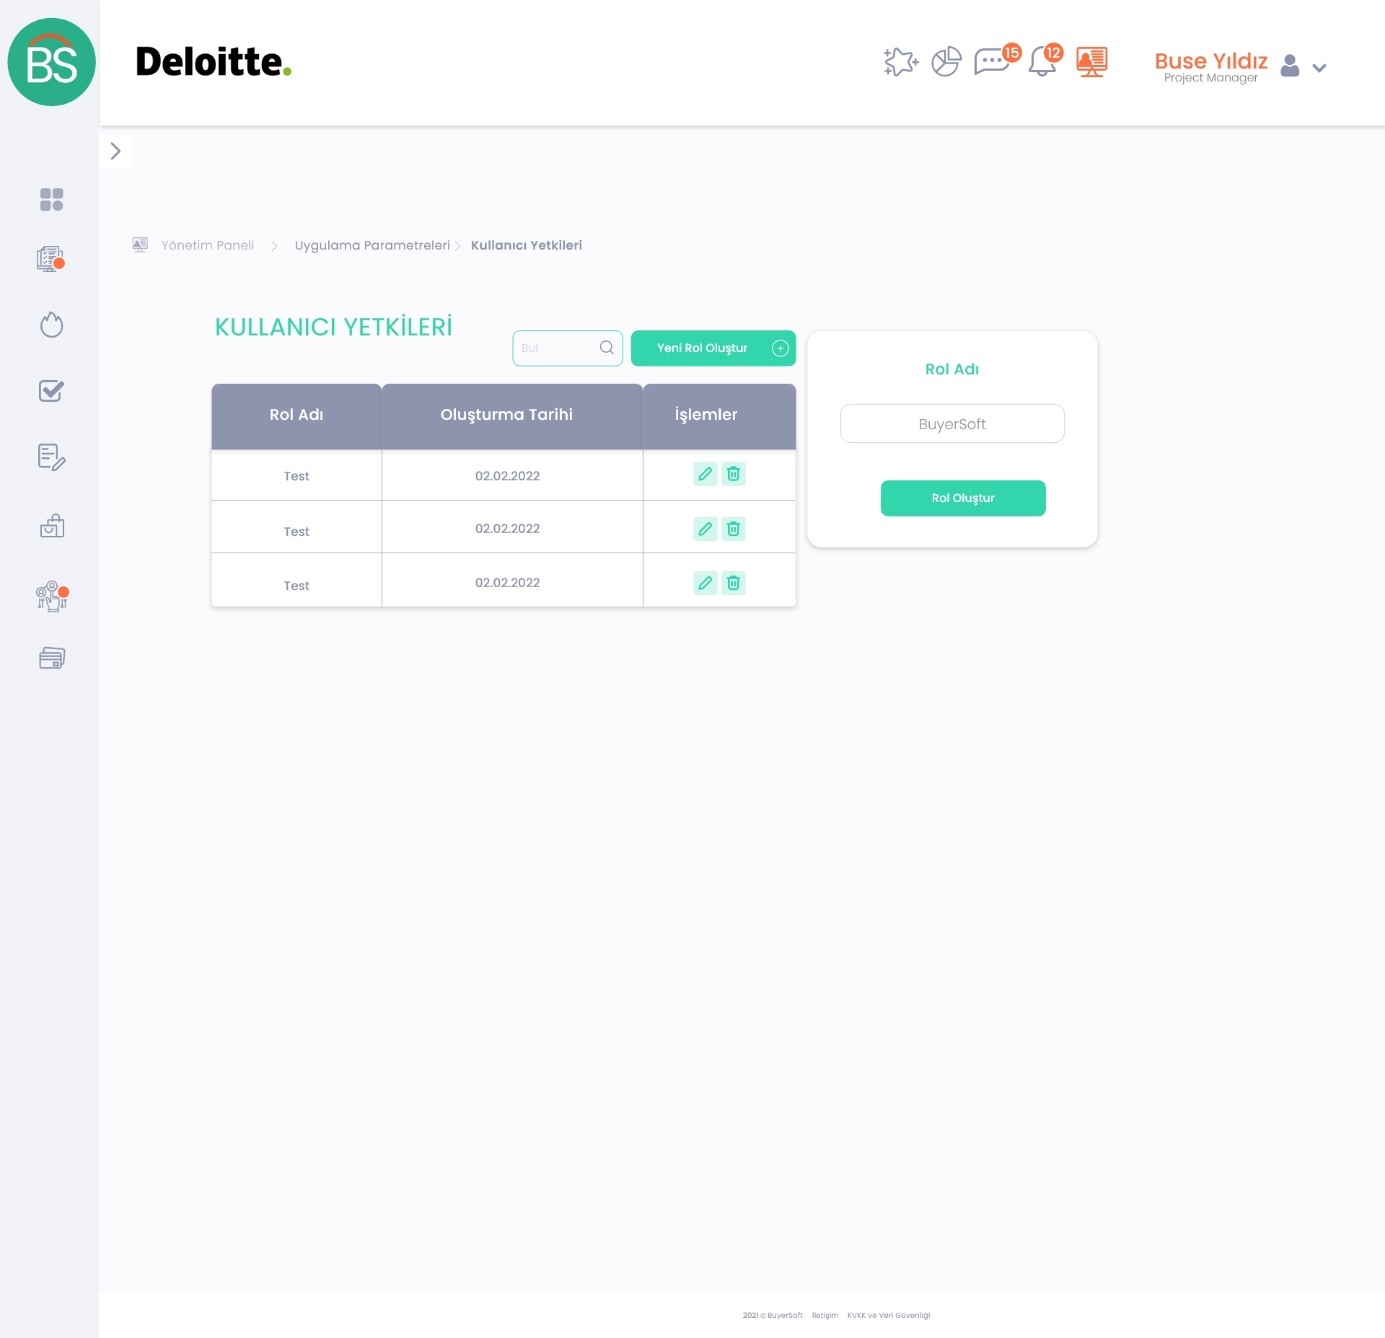 BS
Deloitte.
15
12
Buse Yıldız
Project Manager
Yönetim Paneli
Uygulama Parametreleri
Kullanıcı Yetkileri
KULLANICI YETKİLERİ
Bul
Yeni Rol Oluştur
Rol Adı
Oluşturma Tarihi
İşlemler
Test
02.02.2022
Test
02.02.2022
Test
02.02.2022
Rol Adı
BuyerSoft
Rol Oluştur
2021 © BuyerSoft İletişim KVKK ve Veri Güvenliği